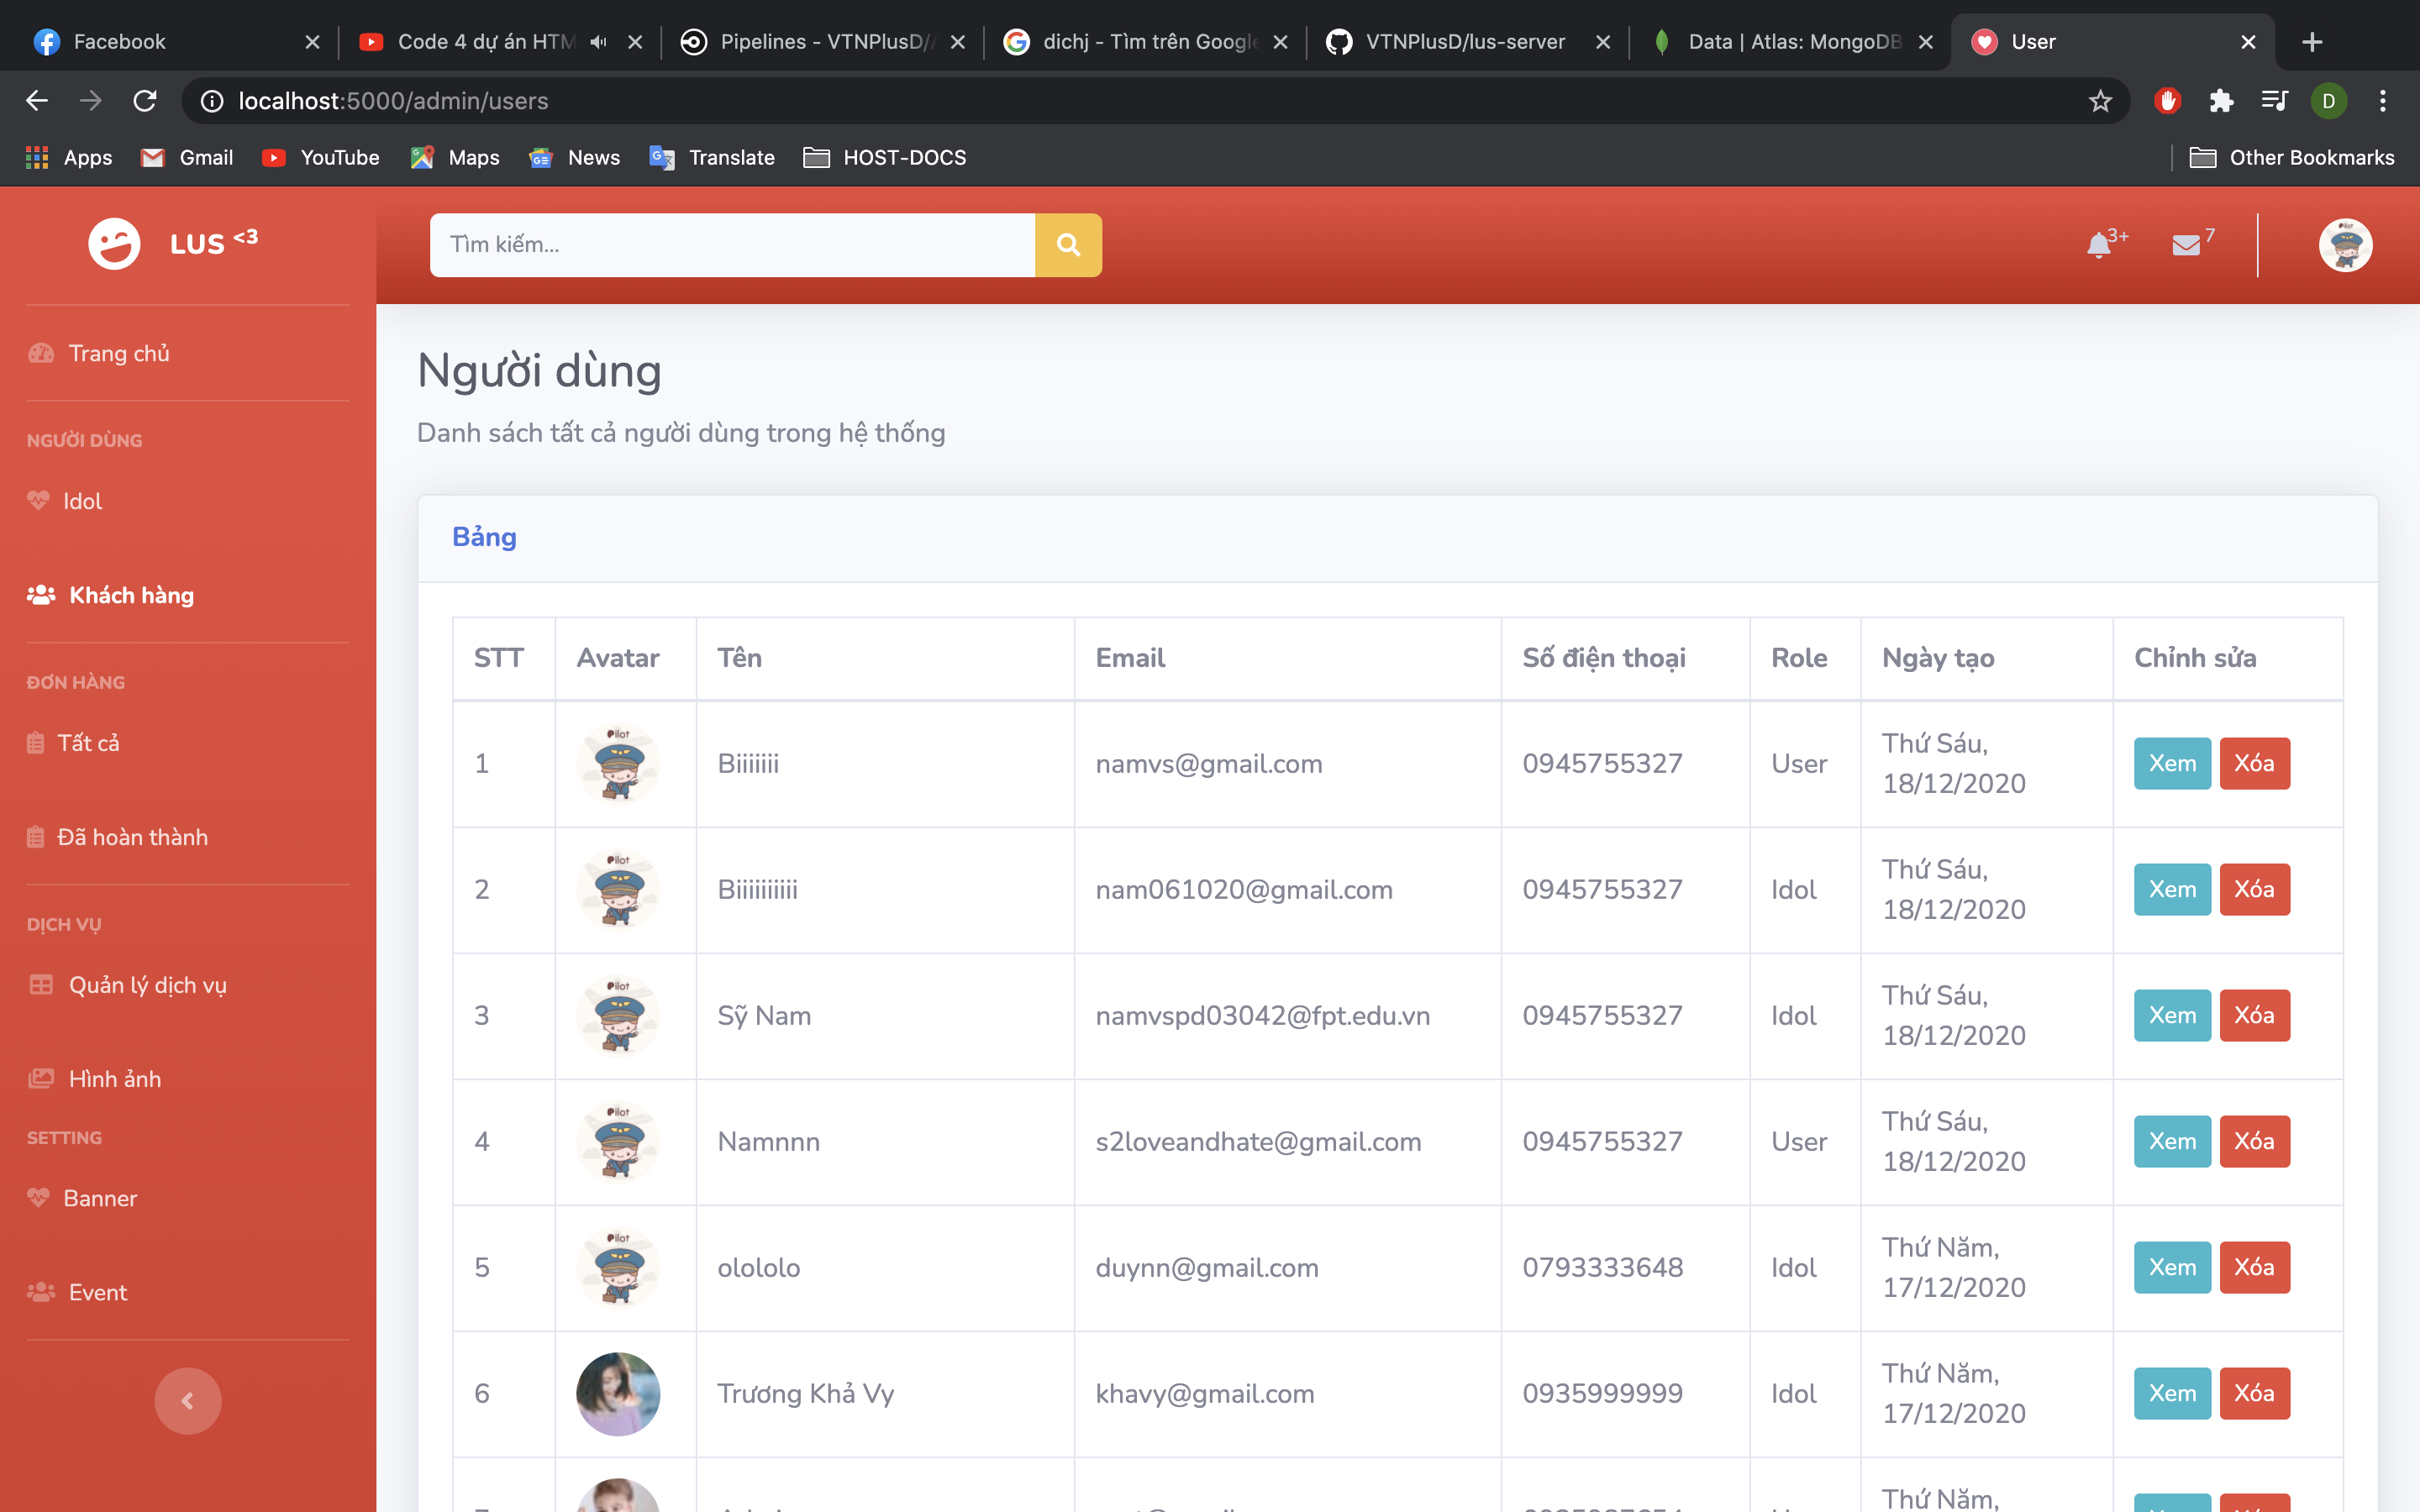 Facebook
Code 4 dự án HTM
Pipelines - VTNPlusD/
dichj - Tìm trên Google
VTNPlusD/lus-server
Data | Atlas: MongoDB
User
localhost:5000/admin/users
D
Apps
Gmail
YouTube
Maps
News
Translate
HOST-DOCS
Other Bookmarks
LUS <3
Tìm kiếm...
3+
7
Trang chủ
NGƯỜI DÙNG
Idol
Khách hàng
ĐƠN HÀNG
Tất cả
Đã hoàn thành
DỊCH VỤ
Quản lý dịch vụ
Hình ảnh
SETTING
Banner
Event
Người dùng
Danh sách tất cả người dùng trong hệ thống
Bảng
STT Avatar Tên Email Số điện thoại Role Ngày tạo Chỉnh sửa
1 Pilot Biiiiiii namvs@gmail.com 0945755327 User Thứ Sáu, 18/12/2020 Xem Xóa
2 Pilot Biiiiiiiiii nam061020@gmail.com 0945755327 Idol Thứ Sáu, 18/12/2020 Xem Xóa
3 Pilot Sỹ Nam namvspd03042@fpt.edu.vn 0945755327 Idol Thứ Sáu, 18/12/2020 Xem Xóa
4 Pilot Namnnn s2loveandhate@gmail.com 0945755327 User Thứ Sáu, 18/12/2020 Xem Xóa
5 Pilot olololo duynn@gmail.com 0793333648 Idol Thứ Năm, 17/12/2020 Xem Xóa
6 Trương Khả Vy khavy@gmail.com 0935999999 Idol Thứ Năm, 17/12/2020 Xem Xóa
Thứ Năm,